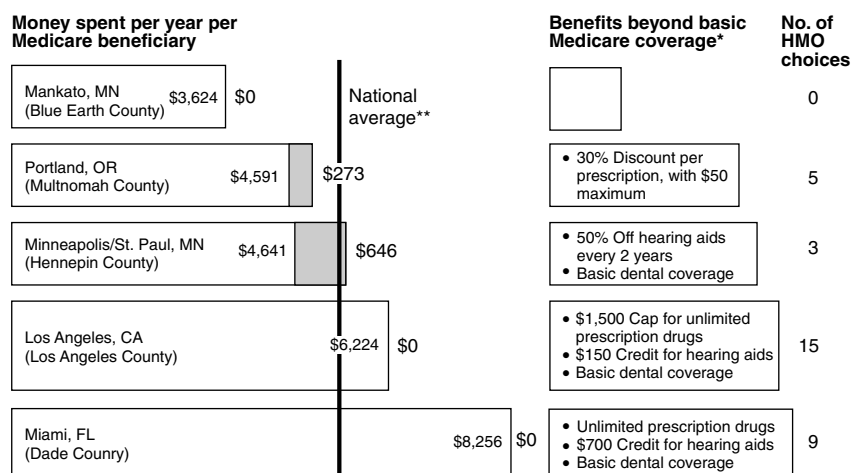 Money spent per year per
Medicare beneficiary
Benefits beyond basic
Medicare coverage*
No. of
HMO
choices
Mankato, MN
(Blue Earth County)
$3,624
$0
National
average**
0
Portland, OR
(Multnomah County)
$4,591
$273
• 30% Discount per
prescription, with $50
maximum
5
Minneapolis/St. Paul, MN
(Hennepin County)
$4,641
$646
• 50% Off hearing aids
every 2 years
• Basic dental coverage
3
Los Angeles, CA
(Los Angeles County)
$6,224
$0
• $1,500 Cap for unlimited
prescription drugs
• $150 Credit for hearing aids
• Basic dental coverage
15
Miami, FL
(Dade Counry)
$8,256
$0
• Unlimited prescription drugs
• $700 Credit for hearing aids
• Basic dental coverage
9